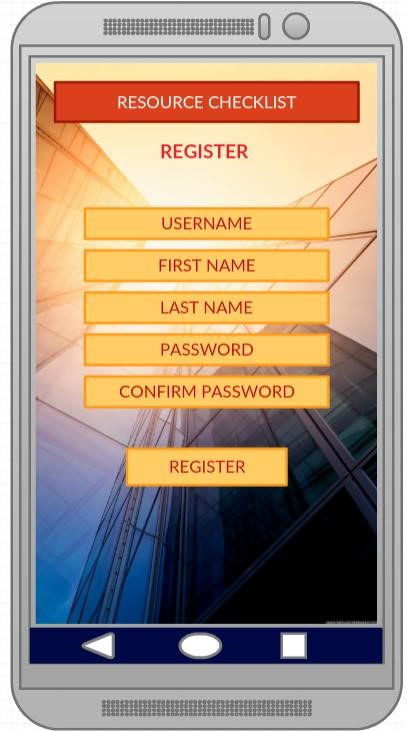 RESOURCE CHECKLIST
REGISTER
USERNAME
FIRST NAME
LAST NAME
PASSWORD
CONFIRM PASSWORD
REGISTER